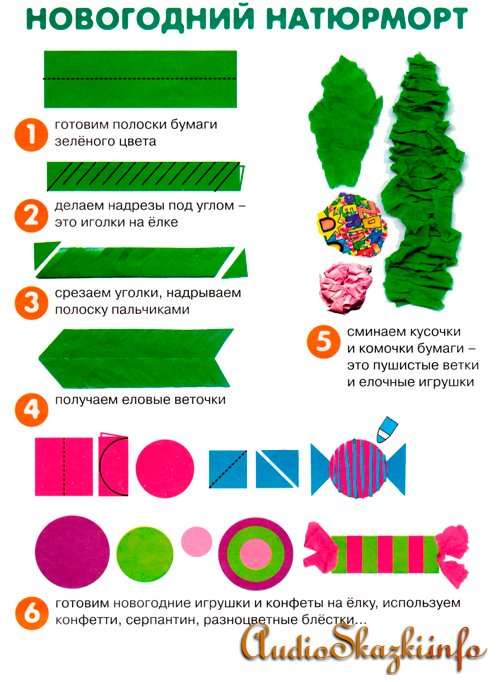 НОВОГОДНИЙ НАТЮРМОРТ
1 готовим полоски бумаги
зелёного цвета
2 делаем надрезы под углом –
это иголки на ёлке
3 срезаем уголки, надрываем
полоску пальчиками
4 получаем еловые веточки
5 сминаем кусочки
и комочки бумаги –
это пушистые ветки
и елочные игрушки
6 готовим новогодние игрушки и конфеты на ёлку, используем
конфетти, серпантин, разноцветные блёстки...
AudioSkazki.info